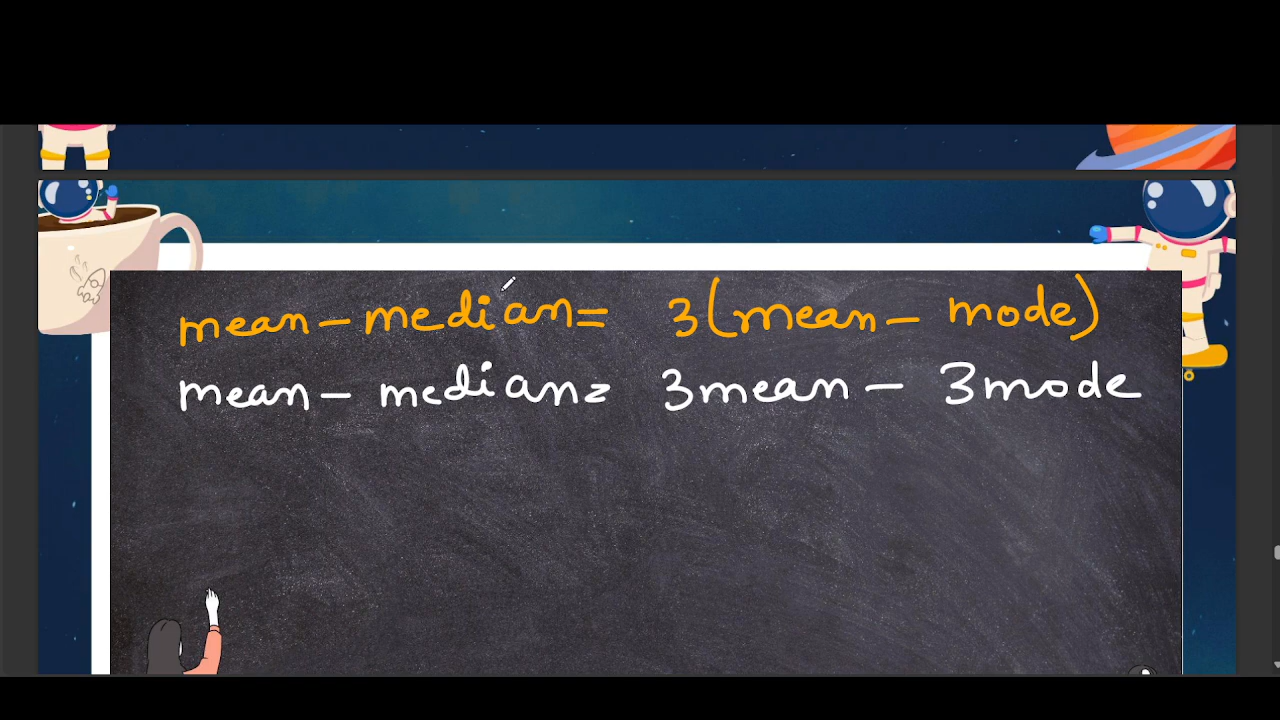 mean - median = 3(mean - mode)
mean - median = 3mean - 3mode